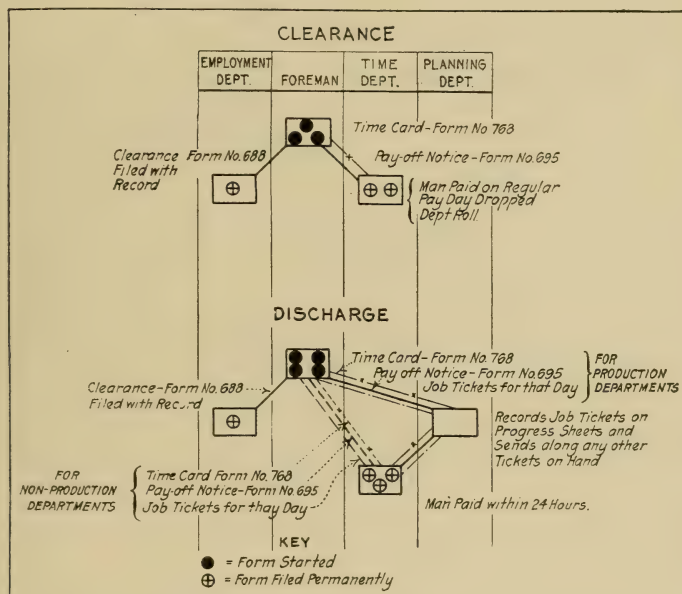 CLEARANCE
EMPLOYMENT DEPT.
FOREMAN
TIME DEPT.
PLANNING DEPT.
Time Card-Form No 768
Clearance Form No. 688
Filed with
Record
Pay-off Notice-Form No. 695
Man Paid on Regular
Pay Day Dropped
Dept Roll.
DISCHARGE
Time Card-Form No. 768
Pay off Notice-Form No. 695
Job Tickets for that Day
FOR
PRODUCTION
DEPARTMENTS
Clearance-Form No. 688
Filed with Record
Records Job Tickets on
Progress Sheets and
Sends along any other
Tickets on Hand
FOR
NON-PRODUCTION
DEPARTMENTS
Time Card Form No. 768
Pay-off Notice-Form No. 695
Job Tickets for thay Day
Man Paid within 24 Hours.
KEY
= Form Started
= Form Filed Permanently